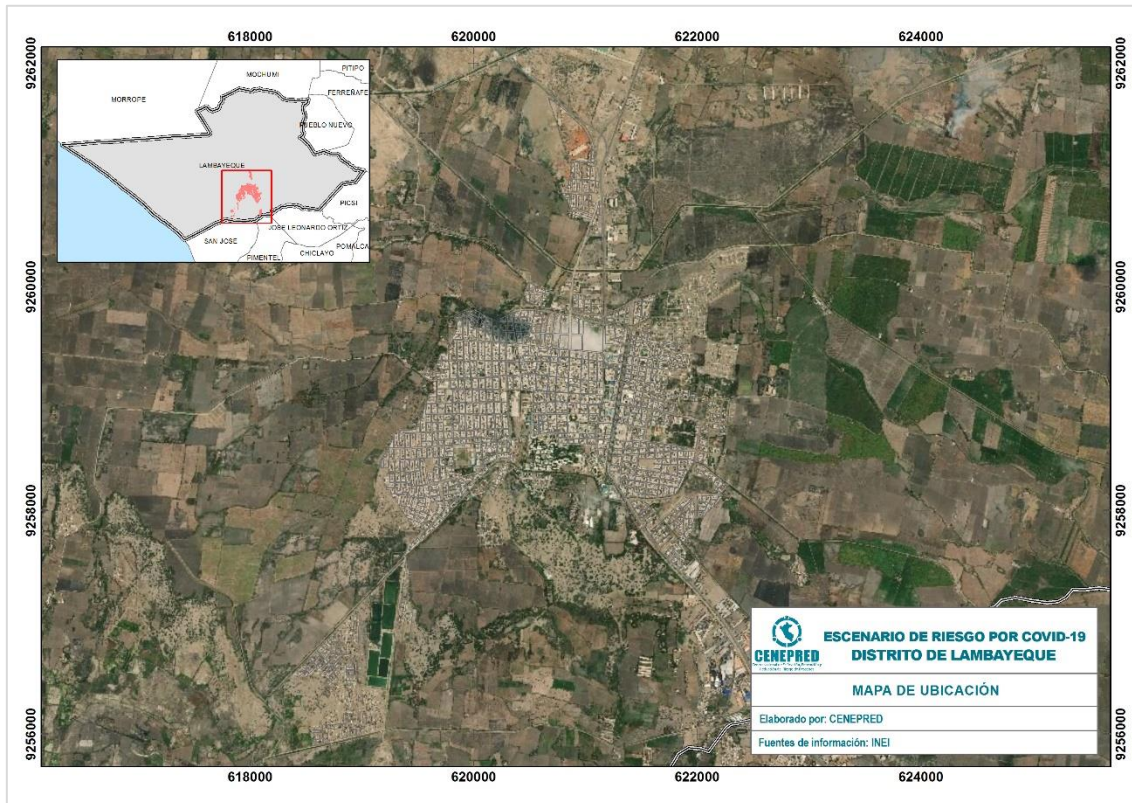 618000
620000
622000
624000
9262000
9262000
MOCHUMI
PITIPO
FERREÑAFE
MORROPE
PUEBLO NUEVO
LAMBAYEQUE
PICSI
JOSE LEONARDO ORTIZ
SAN JOSE
POMALCA
CHICLAYO
PIMENTEL
9260000
9260000
9258000
9258000
CENEPRED
ESCENARIO DE RIESGO POR COVID-19
DISTRITO DE LAMBAYEQUE
MAPA DE UBICACIÓN
Elaborado por: CENEPRED
Fuentes de información: INEI
9256000
9256000
618000
620000
622000
624000